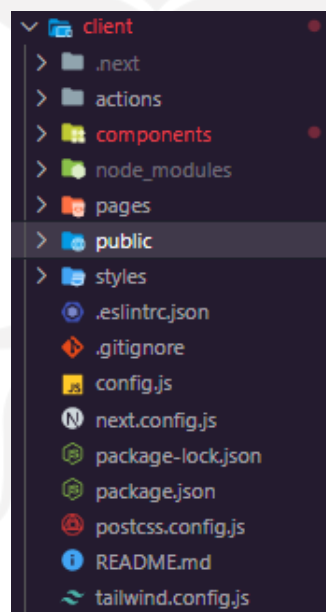 client
.next
actions
components
node_modules
pages
public
styles
.eslintrc.json
.gitignore
JS config.js
N next.config.js
package-lock.json
package.json
postcss.config.js
README.md
tailwind.config.js